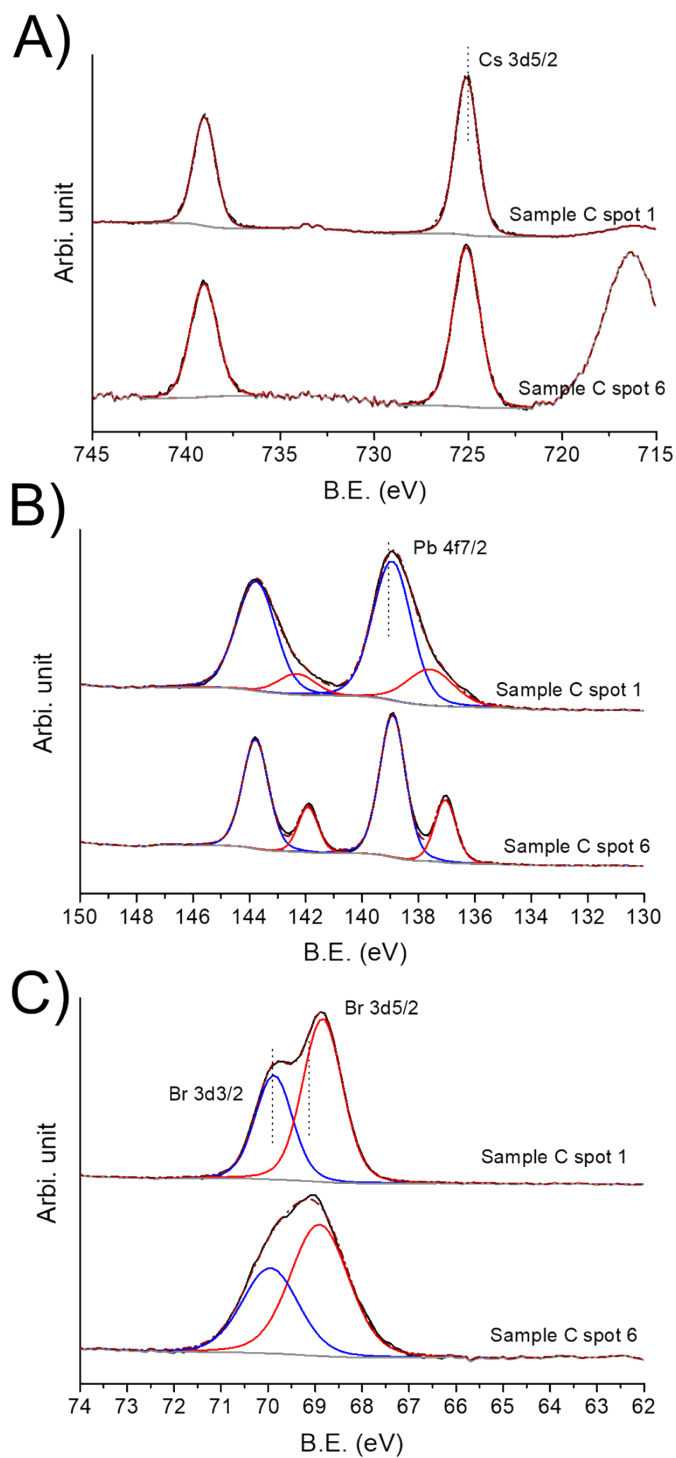 A)
Cs 3d5/2
Arbi. unit
Sample C spot 1
Sample C spot 6
745 740 735 730 725 720 715
B.E. (eV)
B)
Pb 4f7/2
Arbi. unit
Sample C spot 1
Sample C spot 6
150 148 146 144 142 140 138 136 134 132 130
B.E. (eV)
C)
Br 3d5/2
Br 3d3/2
Arbi. unit
Sample C spot 1
Sample C spot 6
74 73 72 71 70 69 68 67 66 65 64 63 62
B.E. (eV)